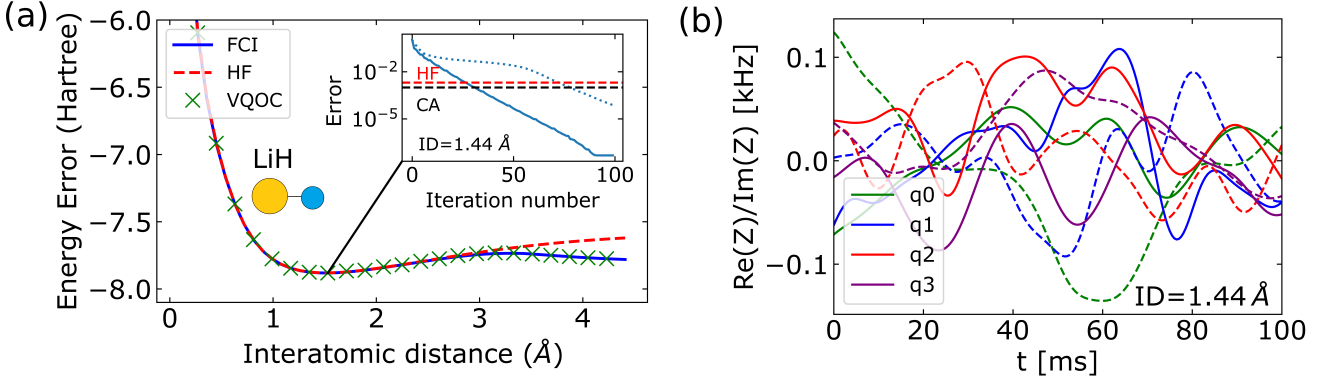 (a)
Energy Error (Hartree)
−6.0
−6.5
−7.0
−7.5
−8.0
0
1
2
3
4
Interatomic distance (Å)
FCI
HF
VQOC
LiH
Error
10−2
10−5
HF
CA
ID=1.44 Å
0
50
100
Iteration number
(b)
Re(Z)/Im(Z) [kHz]
0.1
0.0
−0.1
q0
q1
q2
q3
ID=1.44 Å
0
20
40
60
80
100
t [ms]